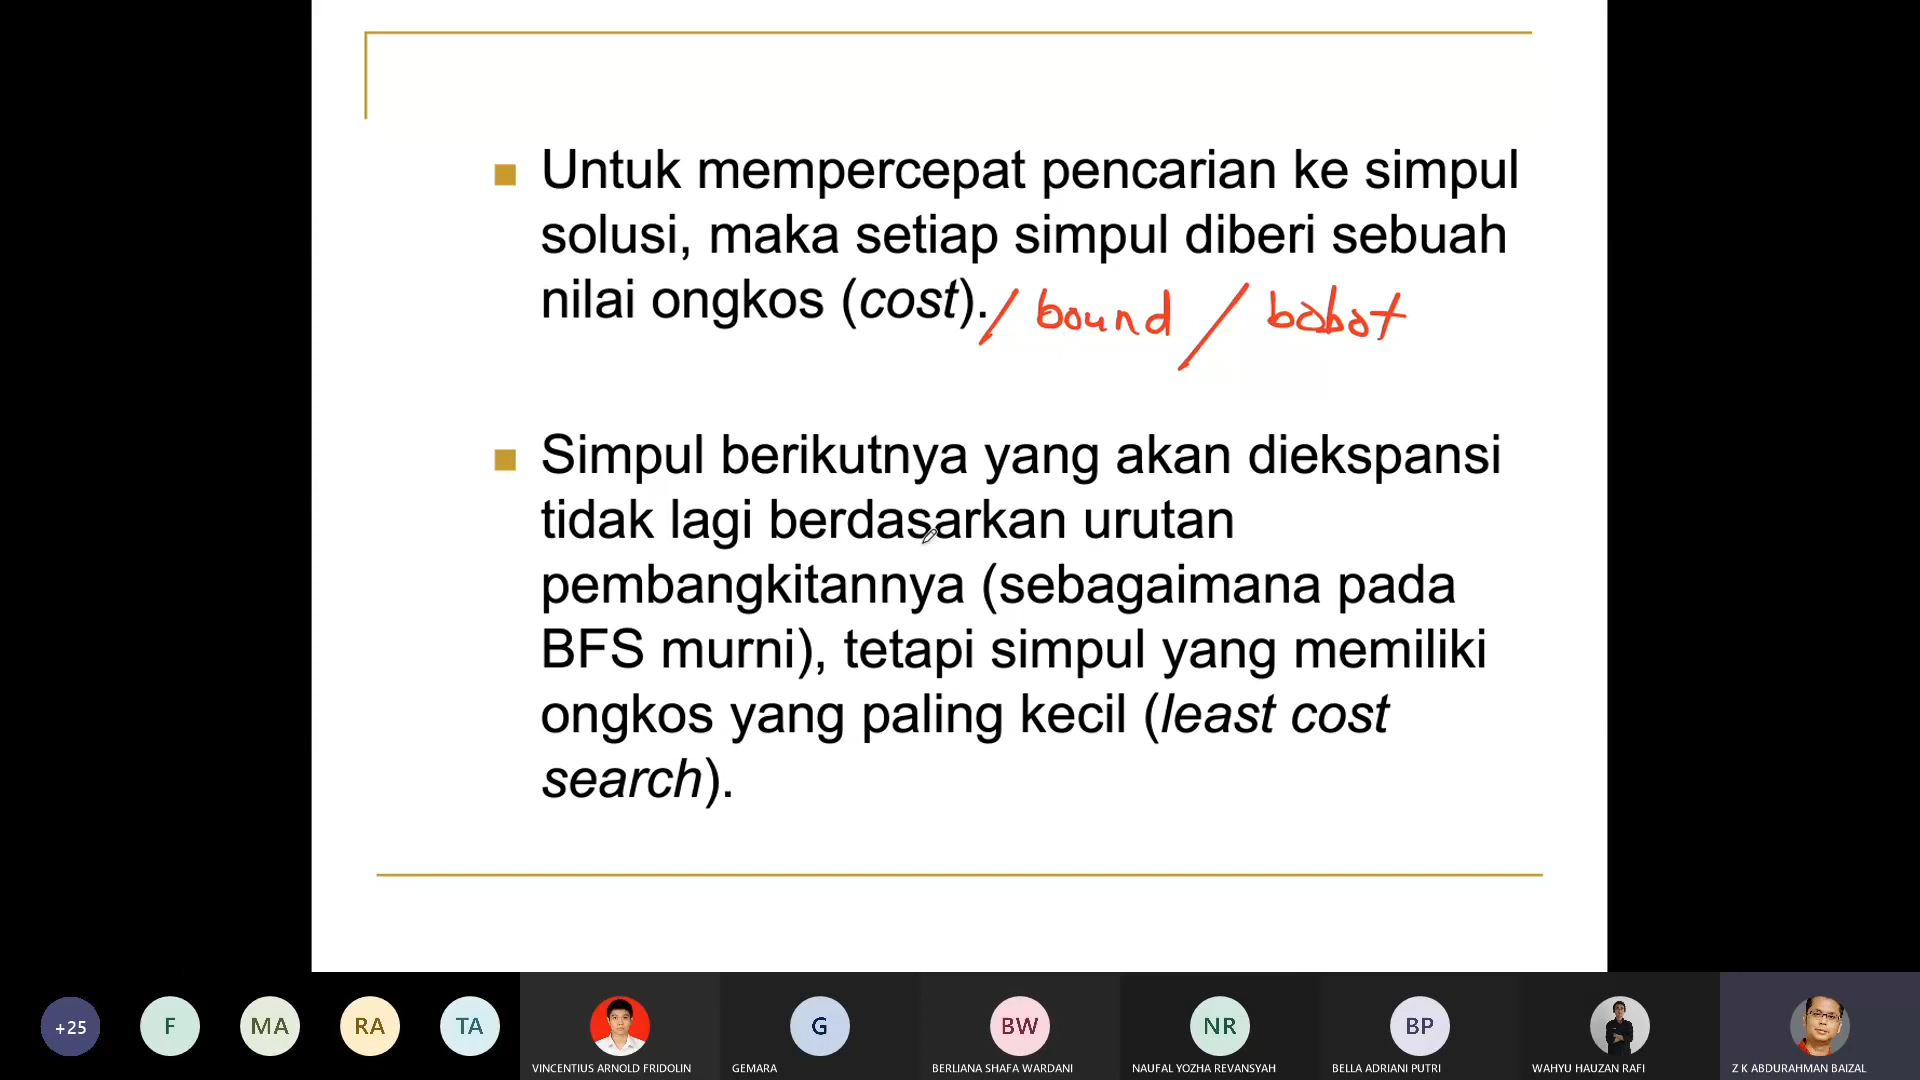 Untuk mempercepat pencarian ke simpul
solusi, maka setiap simpul diberi sebuah
nilai ongkos (cost). / bound / bobot
Simpul berikutnya yang akan diekspansi
tidak lagi berdasarkan urutan
pembangkitannya (sebagaimana pada
BFS murni), tetapi simpul yang memiliki
ongkos yang paling kecil (least cost
search).
+25 F MA RA TA G BW NR BP
VINCENTIUS ARNOLD FRIDOLIN GEMARA BERLIANA SHAFA WARDANI NAUFAL YOZHA REVANSYAH BELLA ADRIANI PUTRI WAHYU HAUZAN RAFI Z K ABDURAHMAN BAIZAL